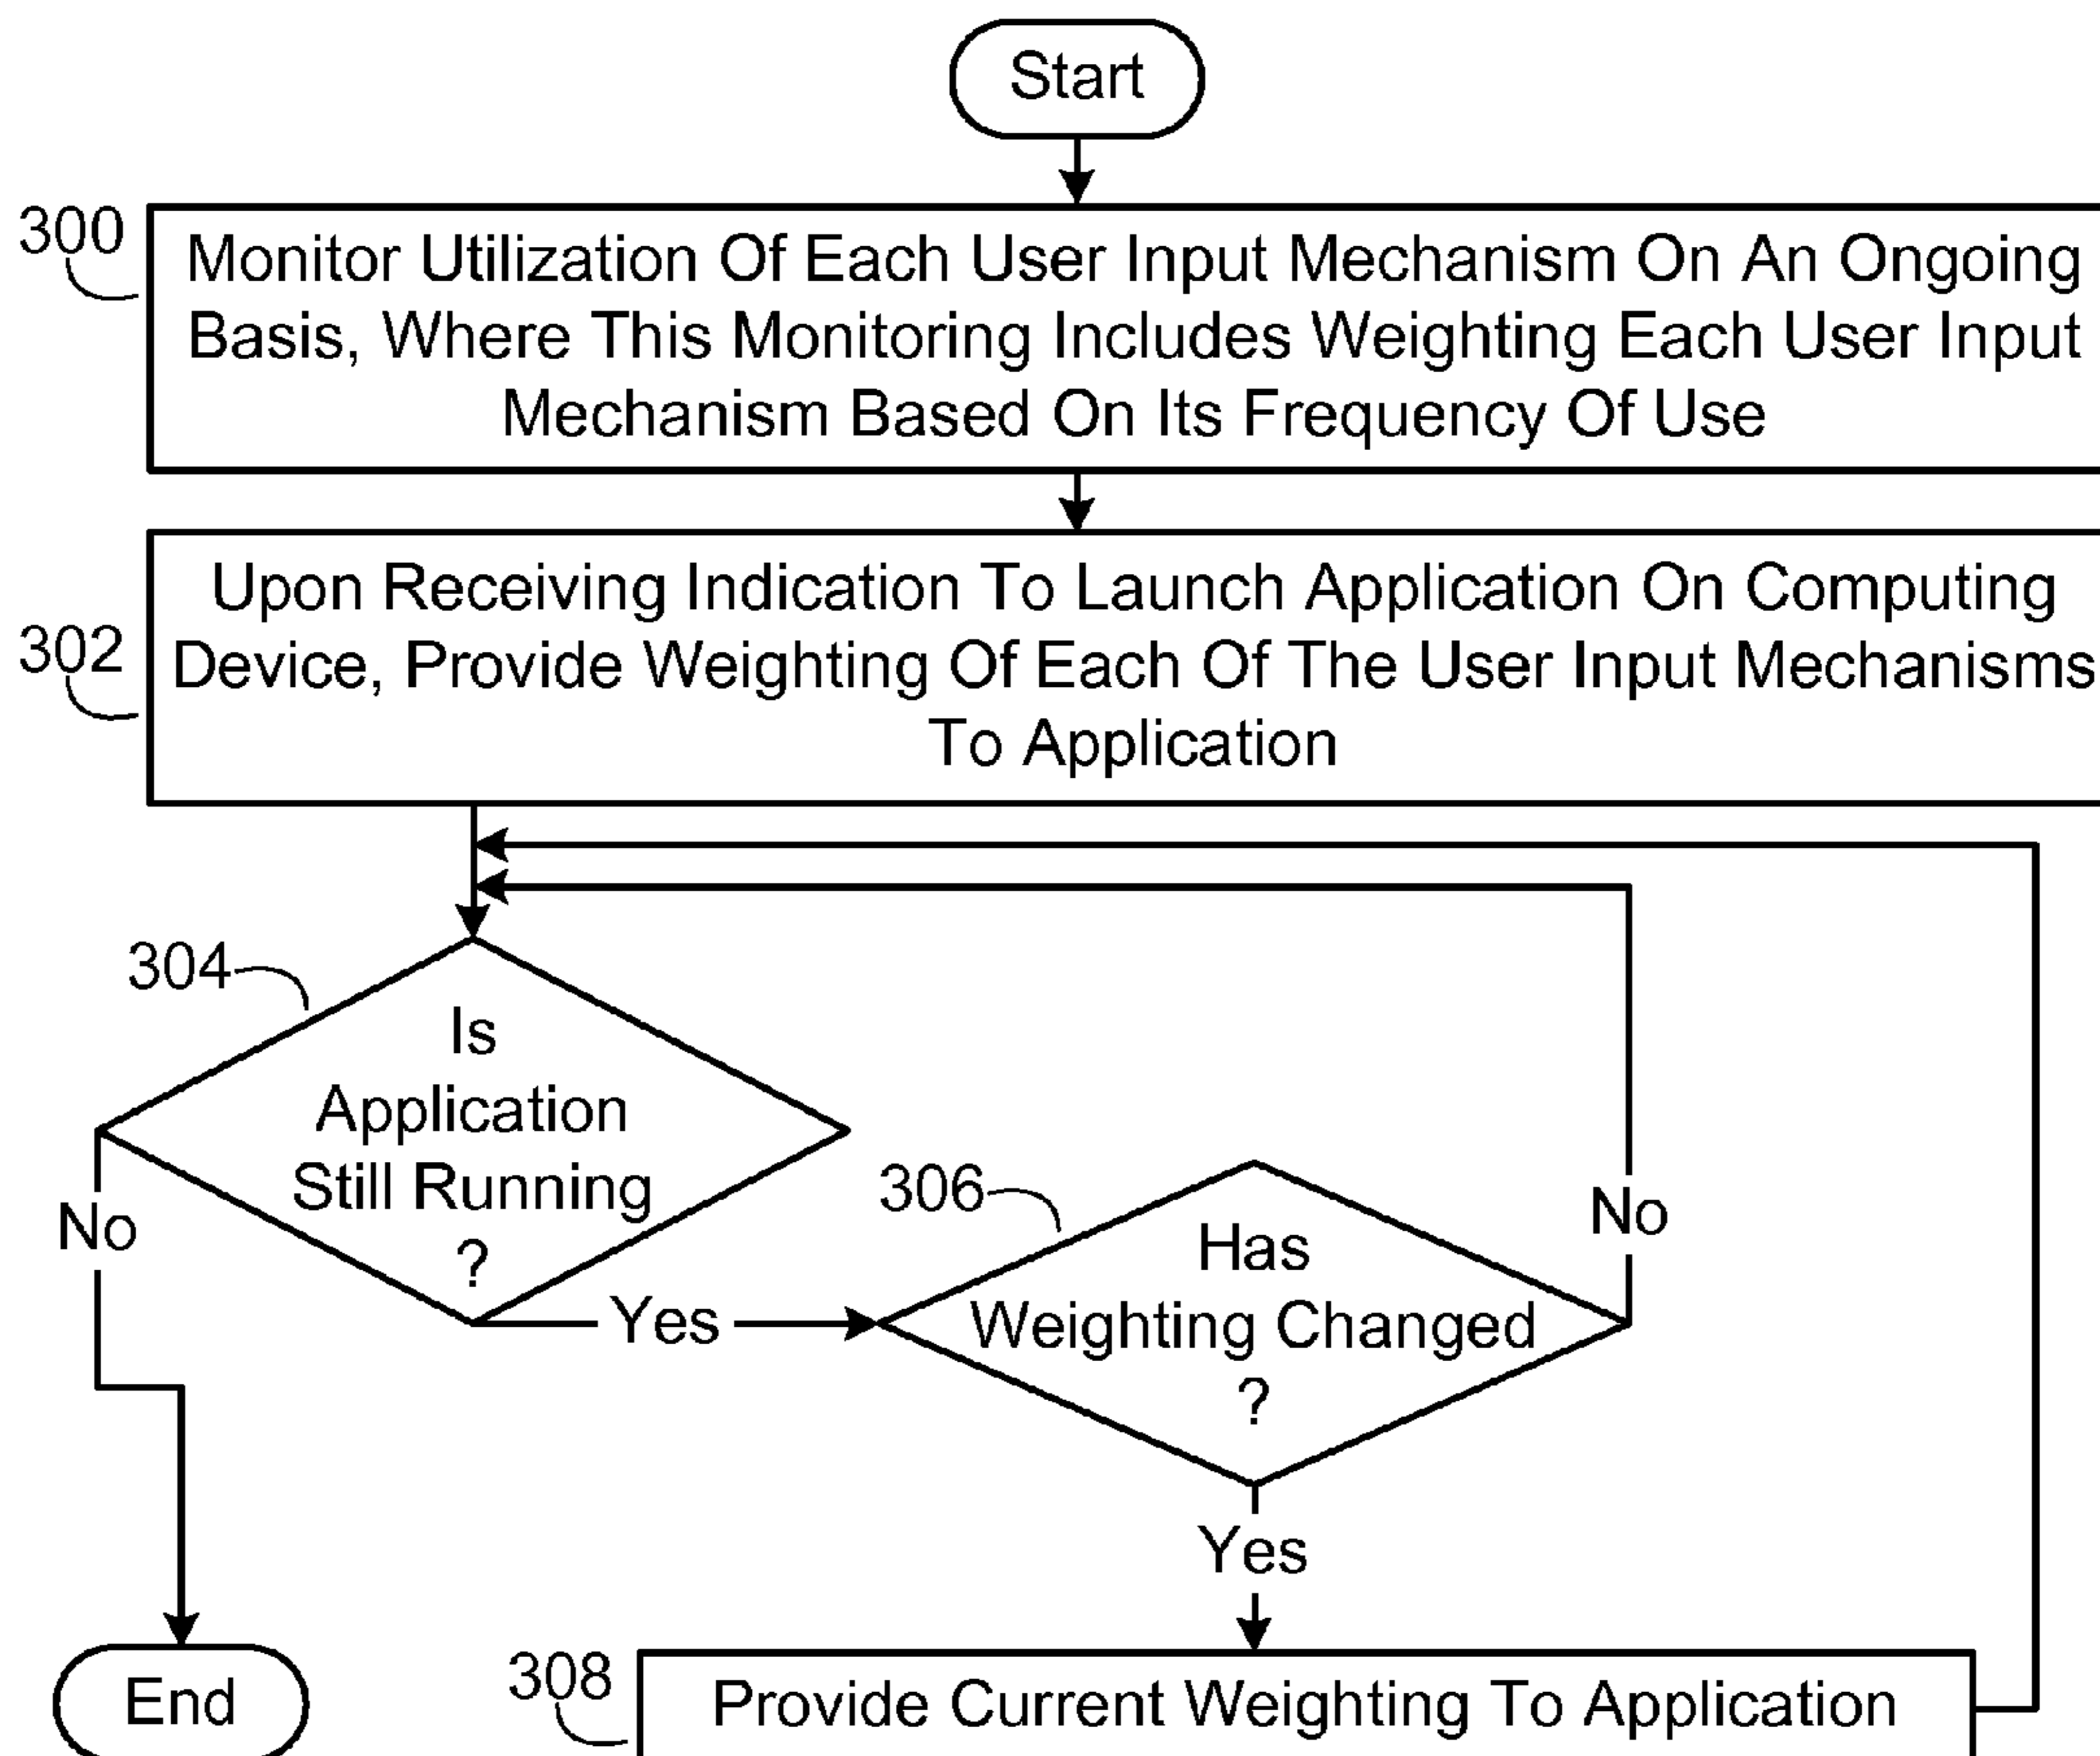 Start
300
Monitor Utilization Of Each User Input Mechanism On An Ongoing
Basis, Where This Monitoring Includes Weighting Each User Input
Mechanism Based On Its Frequency Of Use
302
Upon Receiving Indication To Launch Application On Computing
Device, Provide Weighting Of Each Of The User Input Mechanisms
To Application
304
Is
Application
Still Running
?
No
Yes
306
Has
Weighting Changed
?
No
Yes
308
Provide Current Weighting To Application
End